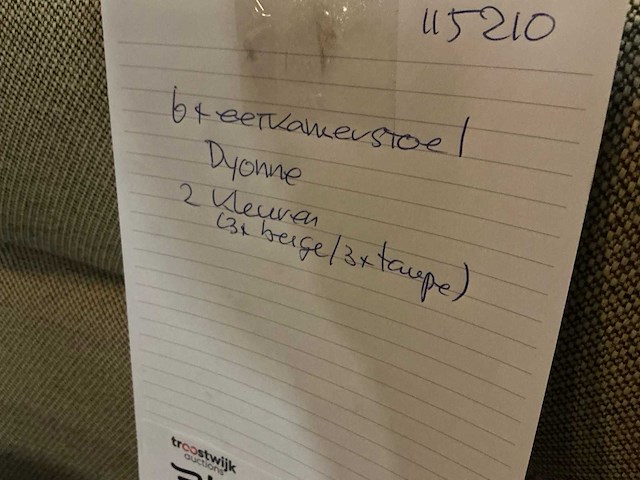 115210
6x eetkamerstoel
Dyonne
2 kleuren
(3x beige/3x taupe)
troostwijk
auctions